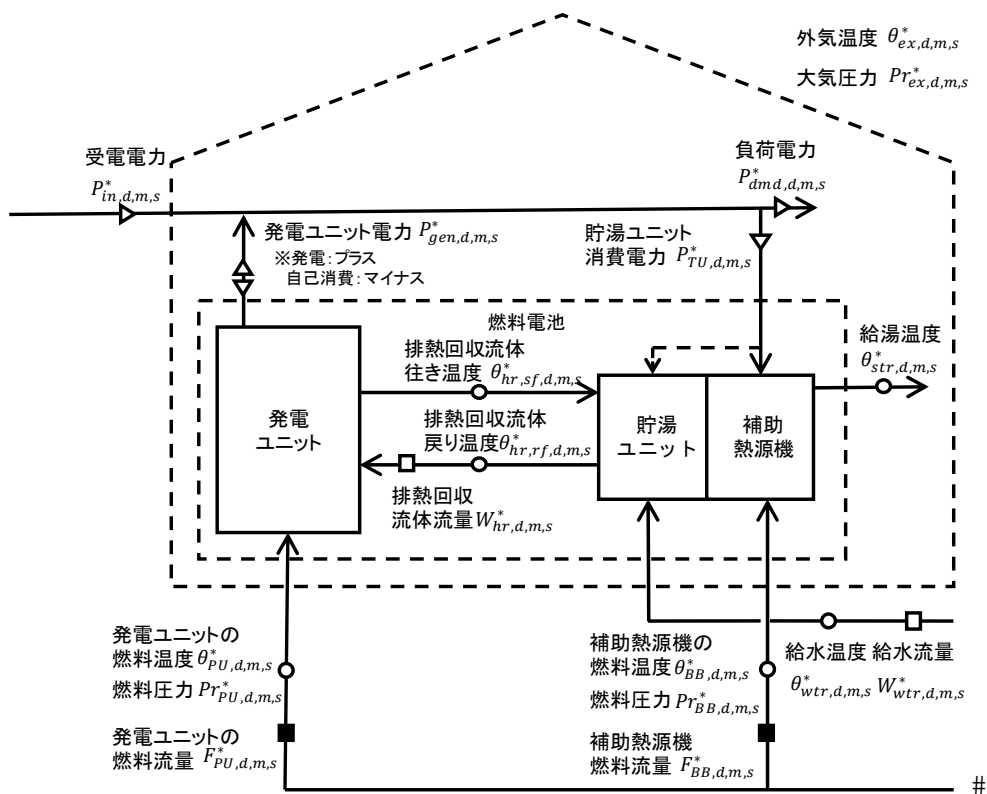 外気温度 θ*ex,d,m,s
大気圧力 Pr*ex,d,m,s
受電電力
P*in,d,m,s
負荷電力
P*dmd,d,m,s
発電ユニット電力 P*gen,d,m,s
※発電：プラス
自己消費：マイナス
貯湯ユニット
消費電力 P*TU,d,m,s
燃料電池
給湯温度
θ*str,d,m,s
排熱回収流体
往き温度 θ*hr,sf,d,m,s
発電
ユニット
排熱回収流体
戻り温度θ*hr,rf,d,m,s
貯湯
ユニット
補助
熱源機
排熱回収
流体流量W*hr,d,m,s
発電ユニットの
燃料温度 θ*PU,d,m,s
燃料圧力 Pr*PU,d,m,s
補助熱源機の
燃料温度θ*BB,d,m,s
燃料圧力 Pr*BB,d,m,s
給水温度 給水流量
θ*wtr,d,m,s W*wtr,d,m,s
発電ユニットの
燃料流量 F*PU,d,m,s
補助熱源機
燃料流量 F*BB,d,m,s
#